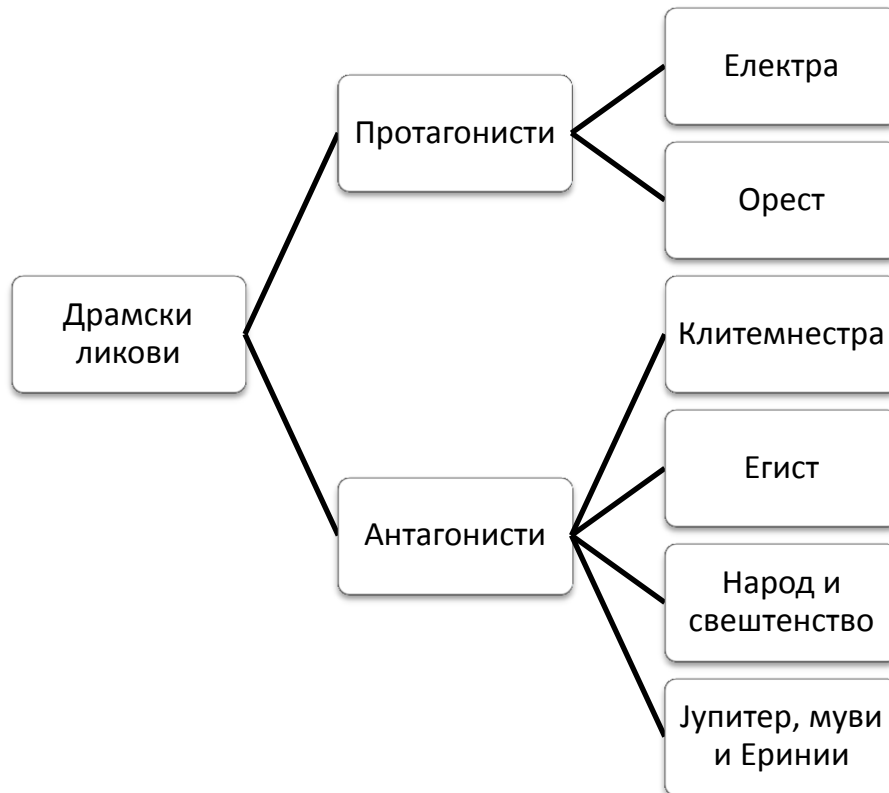 Драмски
ликови
Протагонисти
Електра
Орест
Антагонисти
Клитемнестра
Егист
Народ и
свештенство
Јупитер, муви
и Еринии